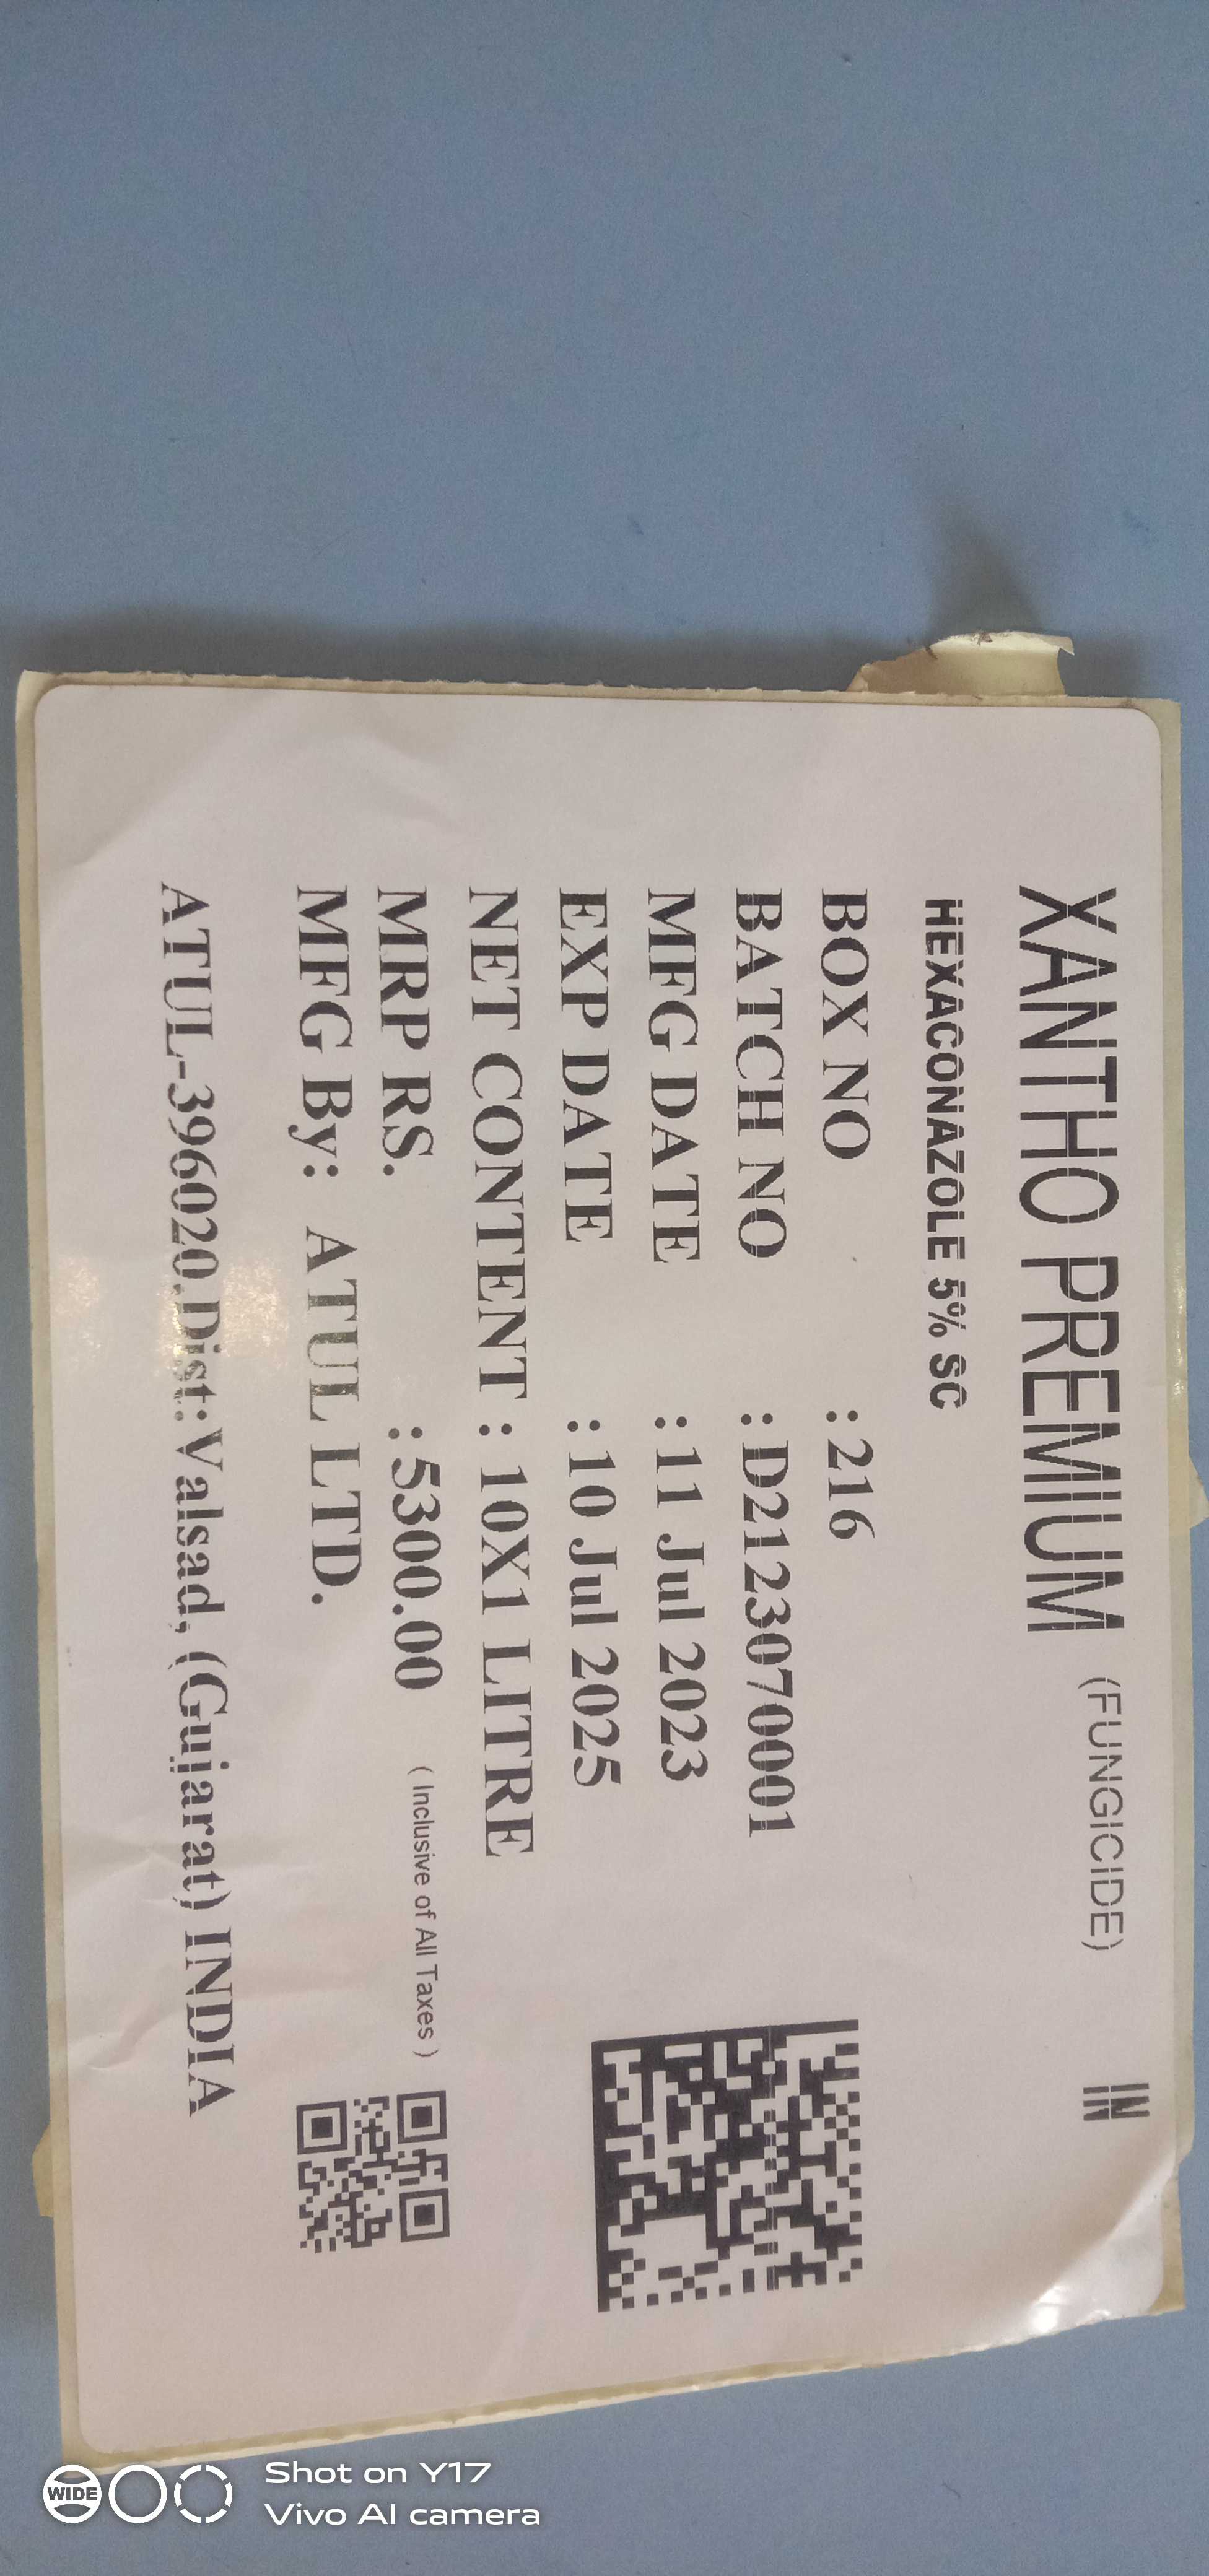 XANTHO PREMIUM (FUNGICIDE) IN
HEXACONAZOLE 5% SC
BOX NO : 216
BATCH NO : D2123070001
MFG DATE : 11 Jul 2023
EXP DATE : 10 Jul 2025
NET CONTENT : 10X1 LITRE
MRP RS. : 5300.00 ( Inclusive of All Taxes )
MFG By: ATUL LTD.
ATUL-396020.Dist:Valsad, (Gujarat) INDIA
WIDE
Shot on Y17
Vivo AI camera